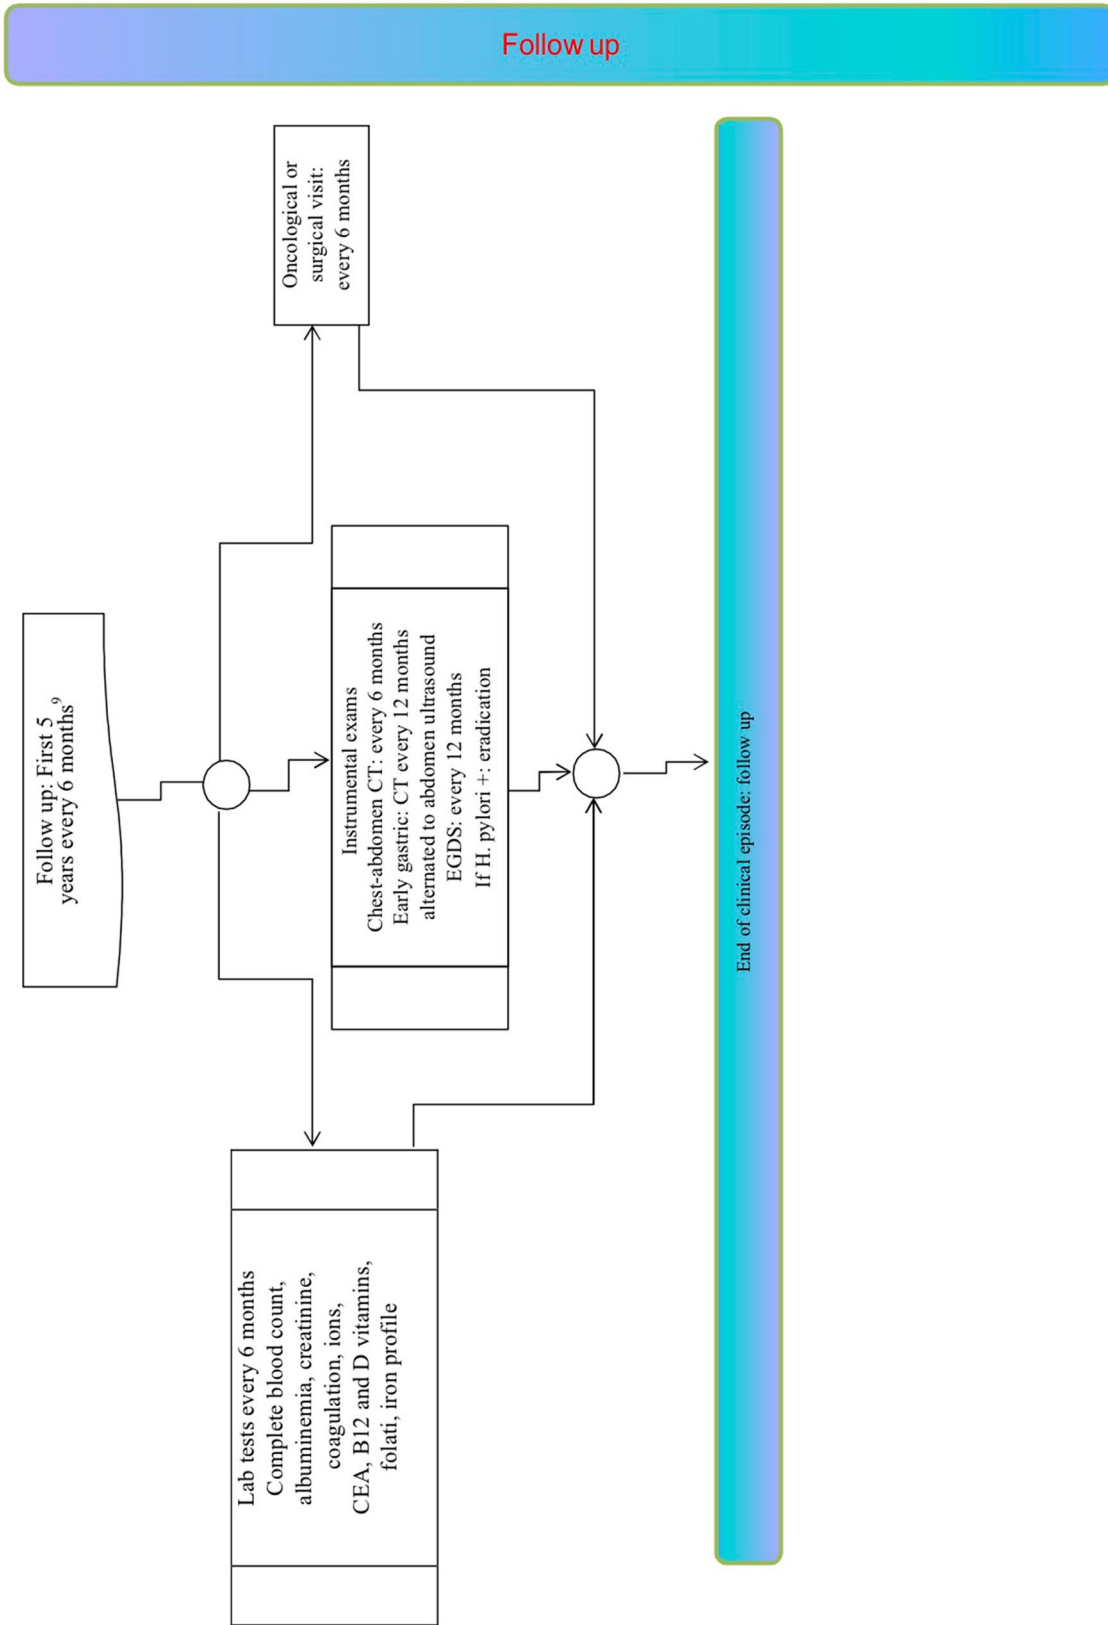 Follow up
Follow up: First 5
years every 6 months9
Oncological or
surgical visit:
every 6 months
Instrumental exams
Chest-abdomen CT: every 6 months
Early gastric: CT every 12 months
alternated to abdomen ultrasound
EGDS: every 12 months
If H. pylori +: eradication
Lab tests every 6 months
Complete blood count,
albuminemia, creatinine,
coagulation, ions,
CEA, B12 and D vitamins,
folati, iron profile
End of clinical episode: follow up